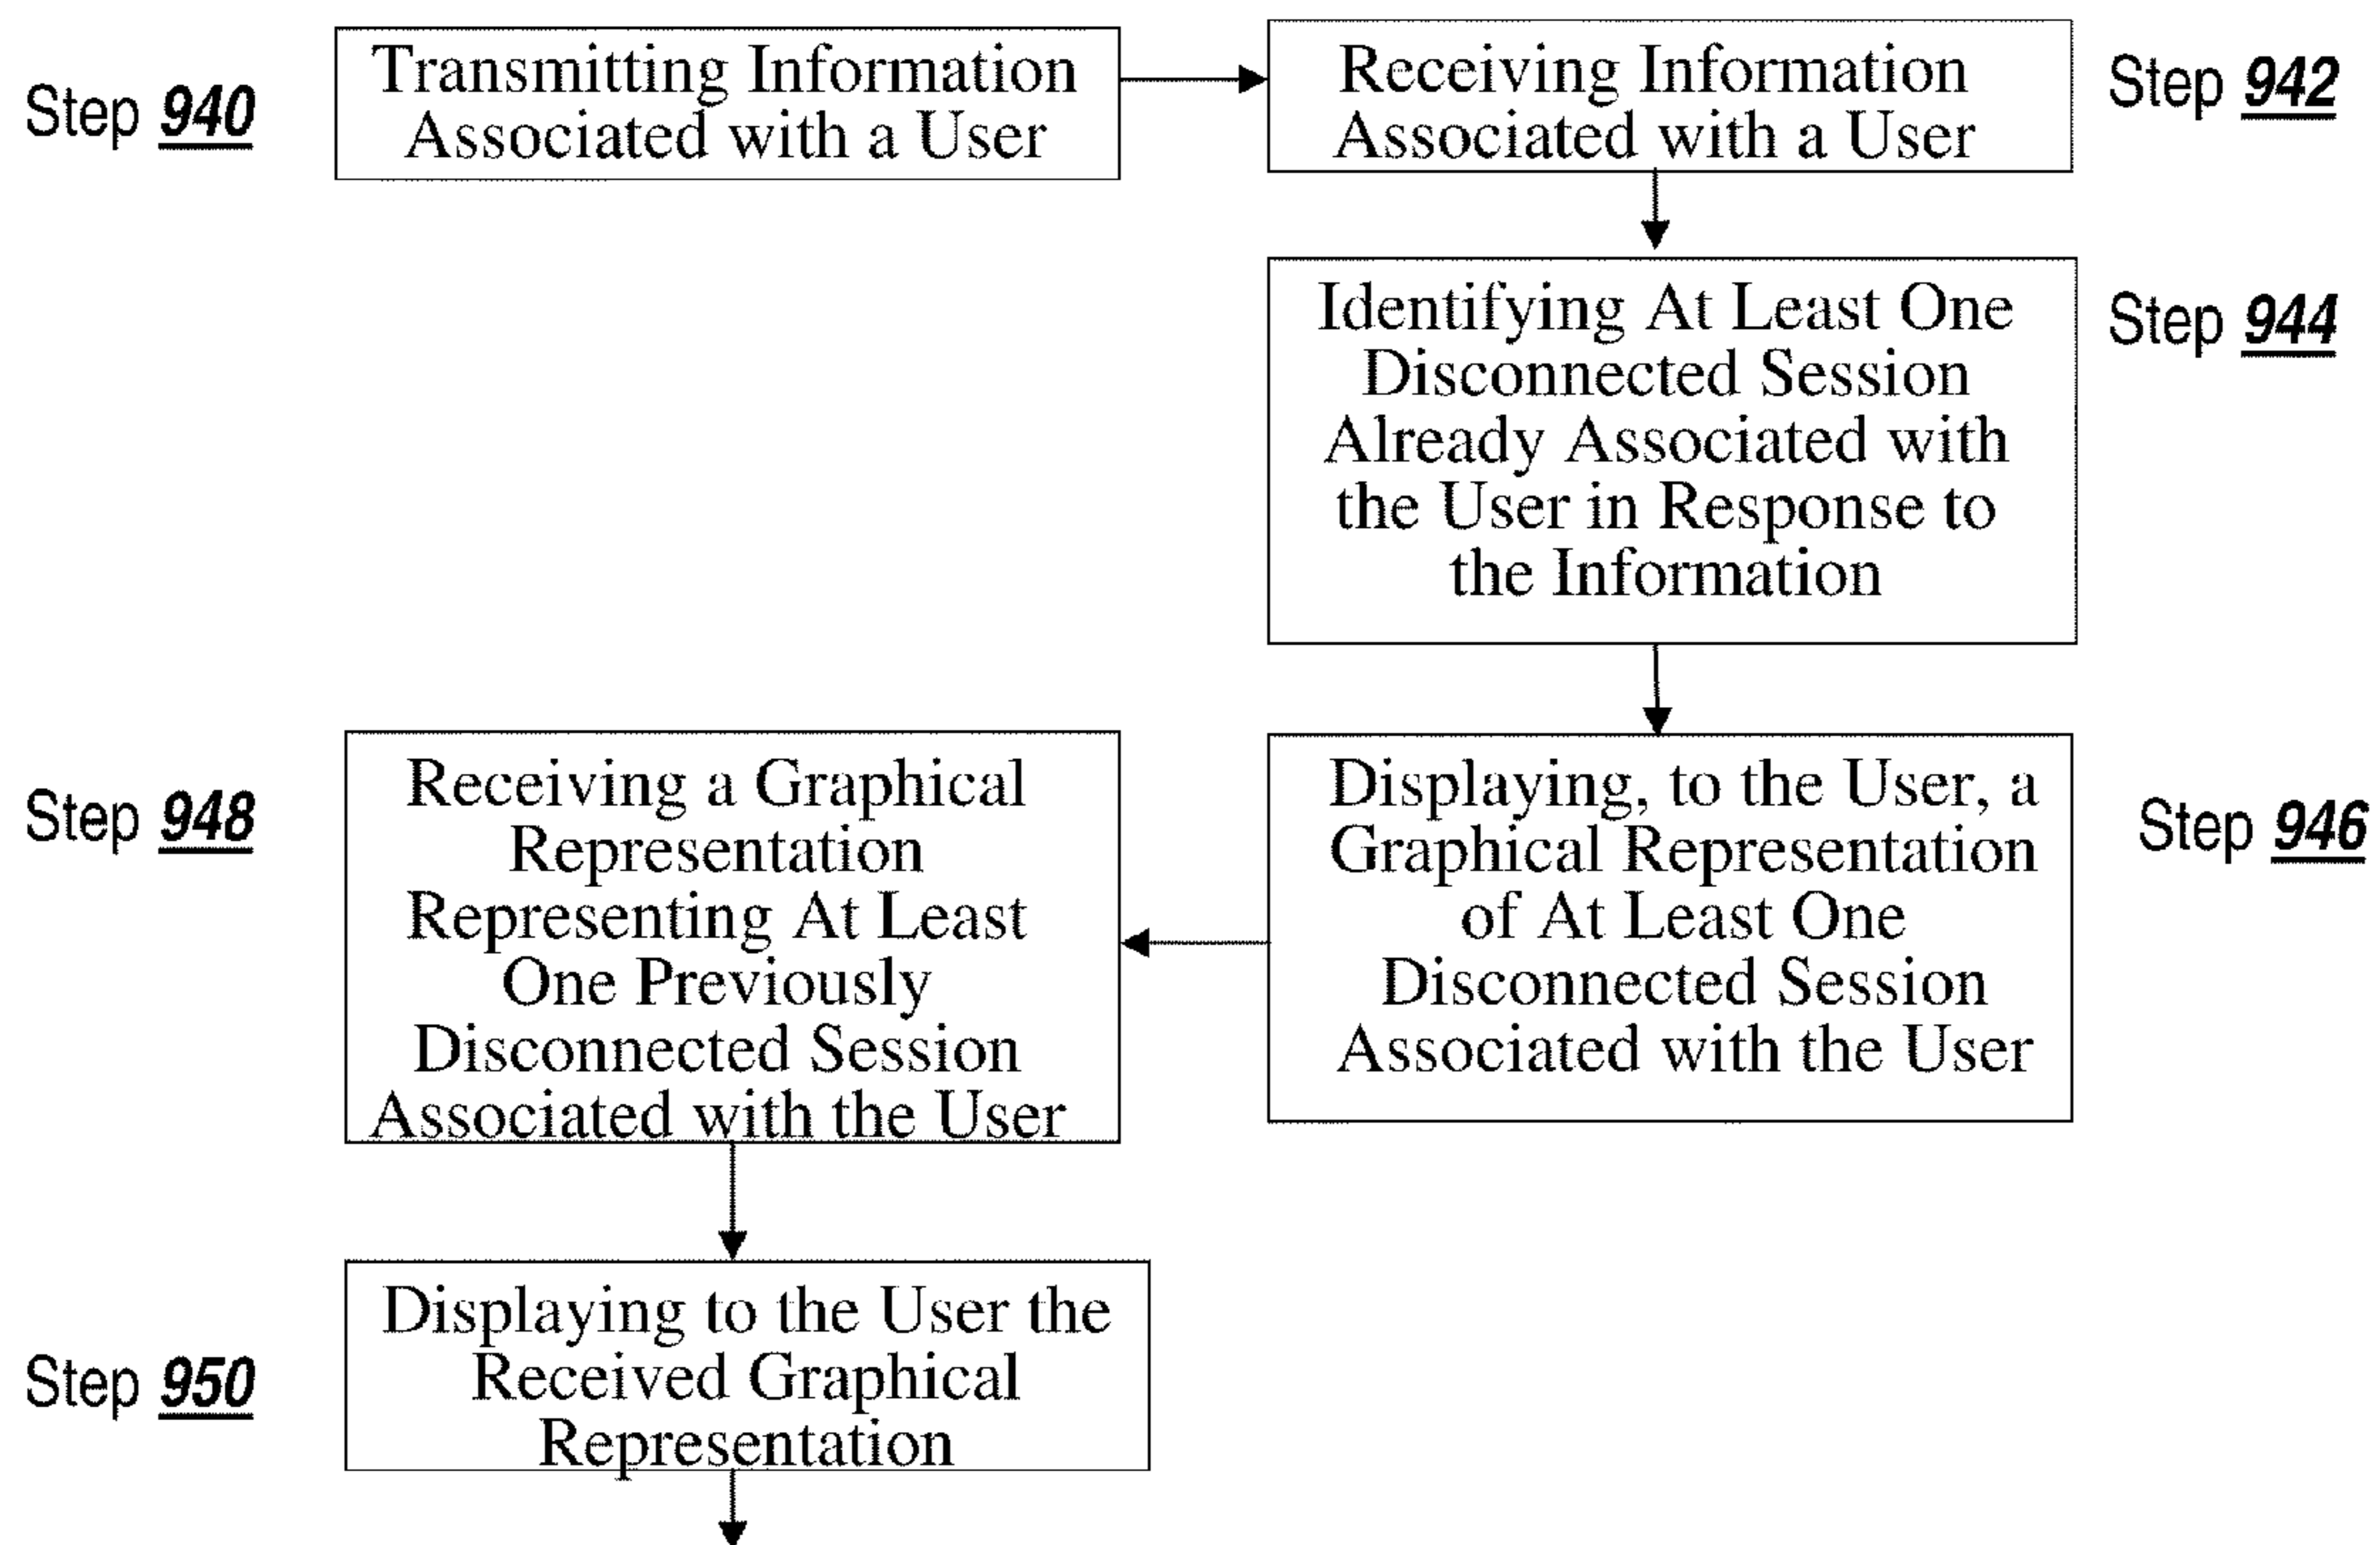 Step 940
Transmitting Information
Associated with a User
Receiving Information
Associated with a User
Step 942
Identifying At Least One
Disconnected Session
Already Associated with
the User in Response to
the Information
Step 944
Displaying, to the User, a
Graphical Representation
of At Least One
Disconnected Session
Associated with the User
Step 946
Step 948
Receiving a Graphical
Representation
Representing At Least
One Previously
Disconnected Session
Associated with the User
Step 950
Displaying to the User the
Received Graphical
Representation